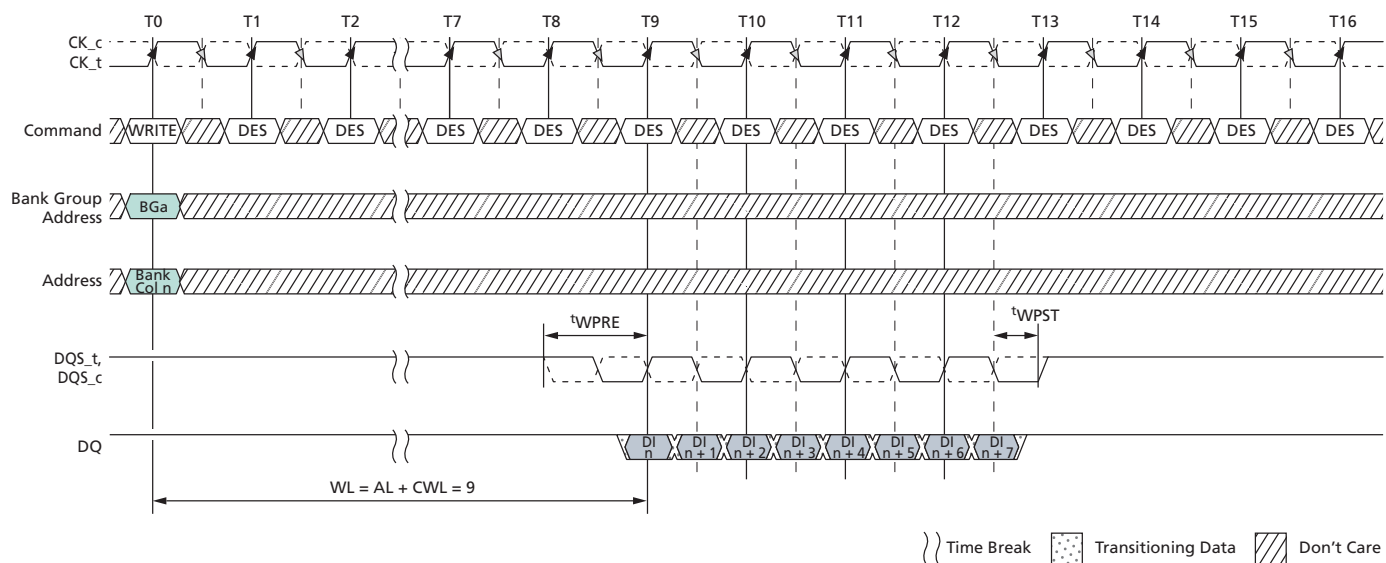 T0 T1 T2 T7 T8 T9 T10 T11 T12 T13 T14 T15 T16
CK_c
CK_t
Command WRITE DES DES DES DES DES DES DES DES DES DES DES DES
Bank Group
Address
BGa
Address
Bank
Col n
tWPRE
tWPST
DQS_t,
DQS_c
DQ
DI
n
DI
n + 1
DI
n + 2
DI
n + 3
DI
n + 4
DI
n + 5
DI
n + 6
DI
n + 7
WL = AL + CWL = 9
Time Break Transitioning Data Don't Care